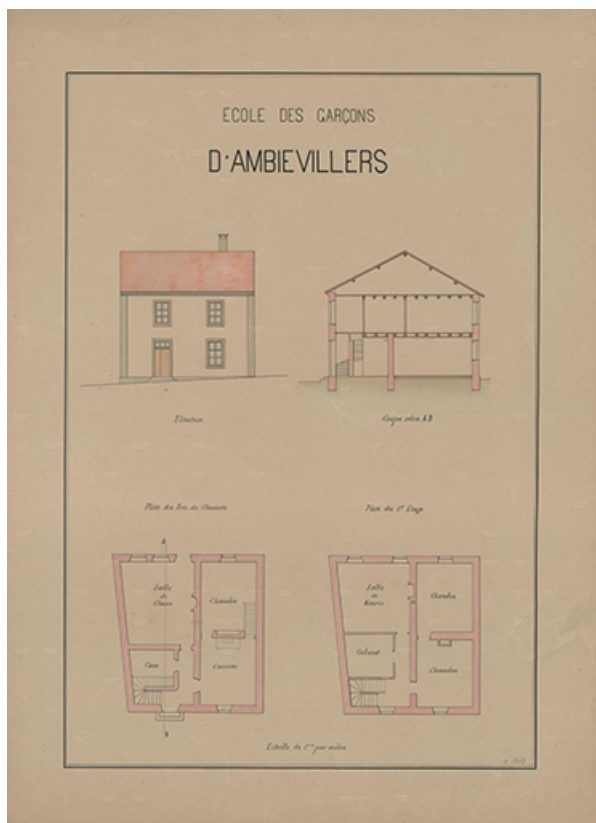 ECOLE DES GARÇONS
D'AMBIEVILLERS
Elévation
Coupe selon A.B
Plan du Rez de Chaussée
Plan du 1er Etage
A
Salle
de
Classe
Chambre
Cave
Cuisine
Salle
de
Mairie
Chambre
Cabinet
Chambre
Echelle de 1cm par mètre